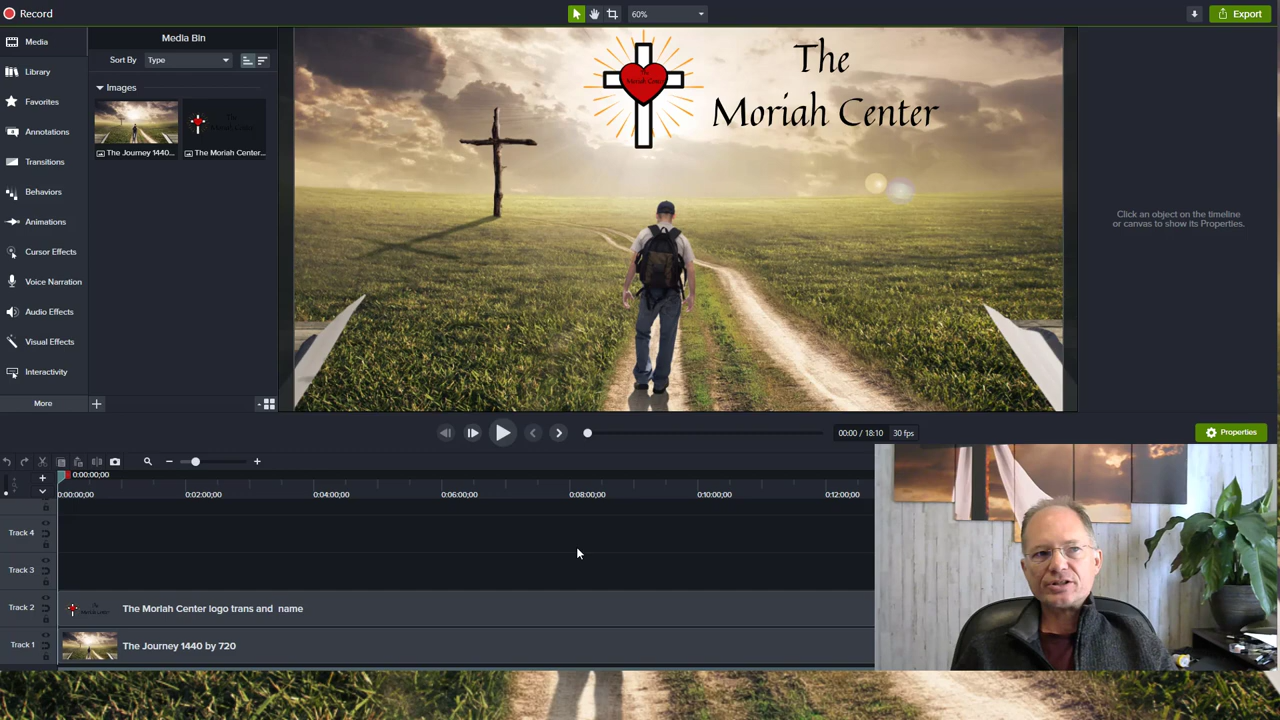 Record
60%
Export
Media
Library
Favorites
Annotations
Transitions
Behaviors
Animations
Cursor Effects
Voice Narration
Audio Effects
Visual Effects
Interactivity
More
Media Bin
Sort By
Type
Images
The Journey 1440...
The Moriah Center...
The
Moriah Center
The
Moriah Center
Click an object on the timeline
or canvas to show its Properties.
00:00 / 18:10
30 fps
Properties
0:00:00;00
0:00:00;00
0:02:00;00
0:04:00;00
0:06:00;00
0:08:00;00
0:10:00;00
0:12:00;00
Track 4
Track 3
Track 2
The Moriah Center logo trans and name
Track 1
The Journey 1440 by 720